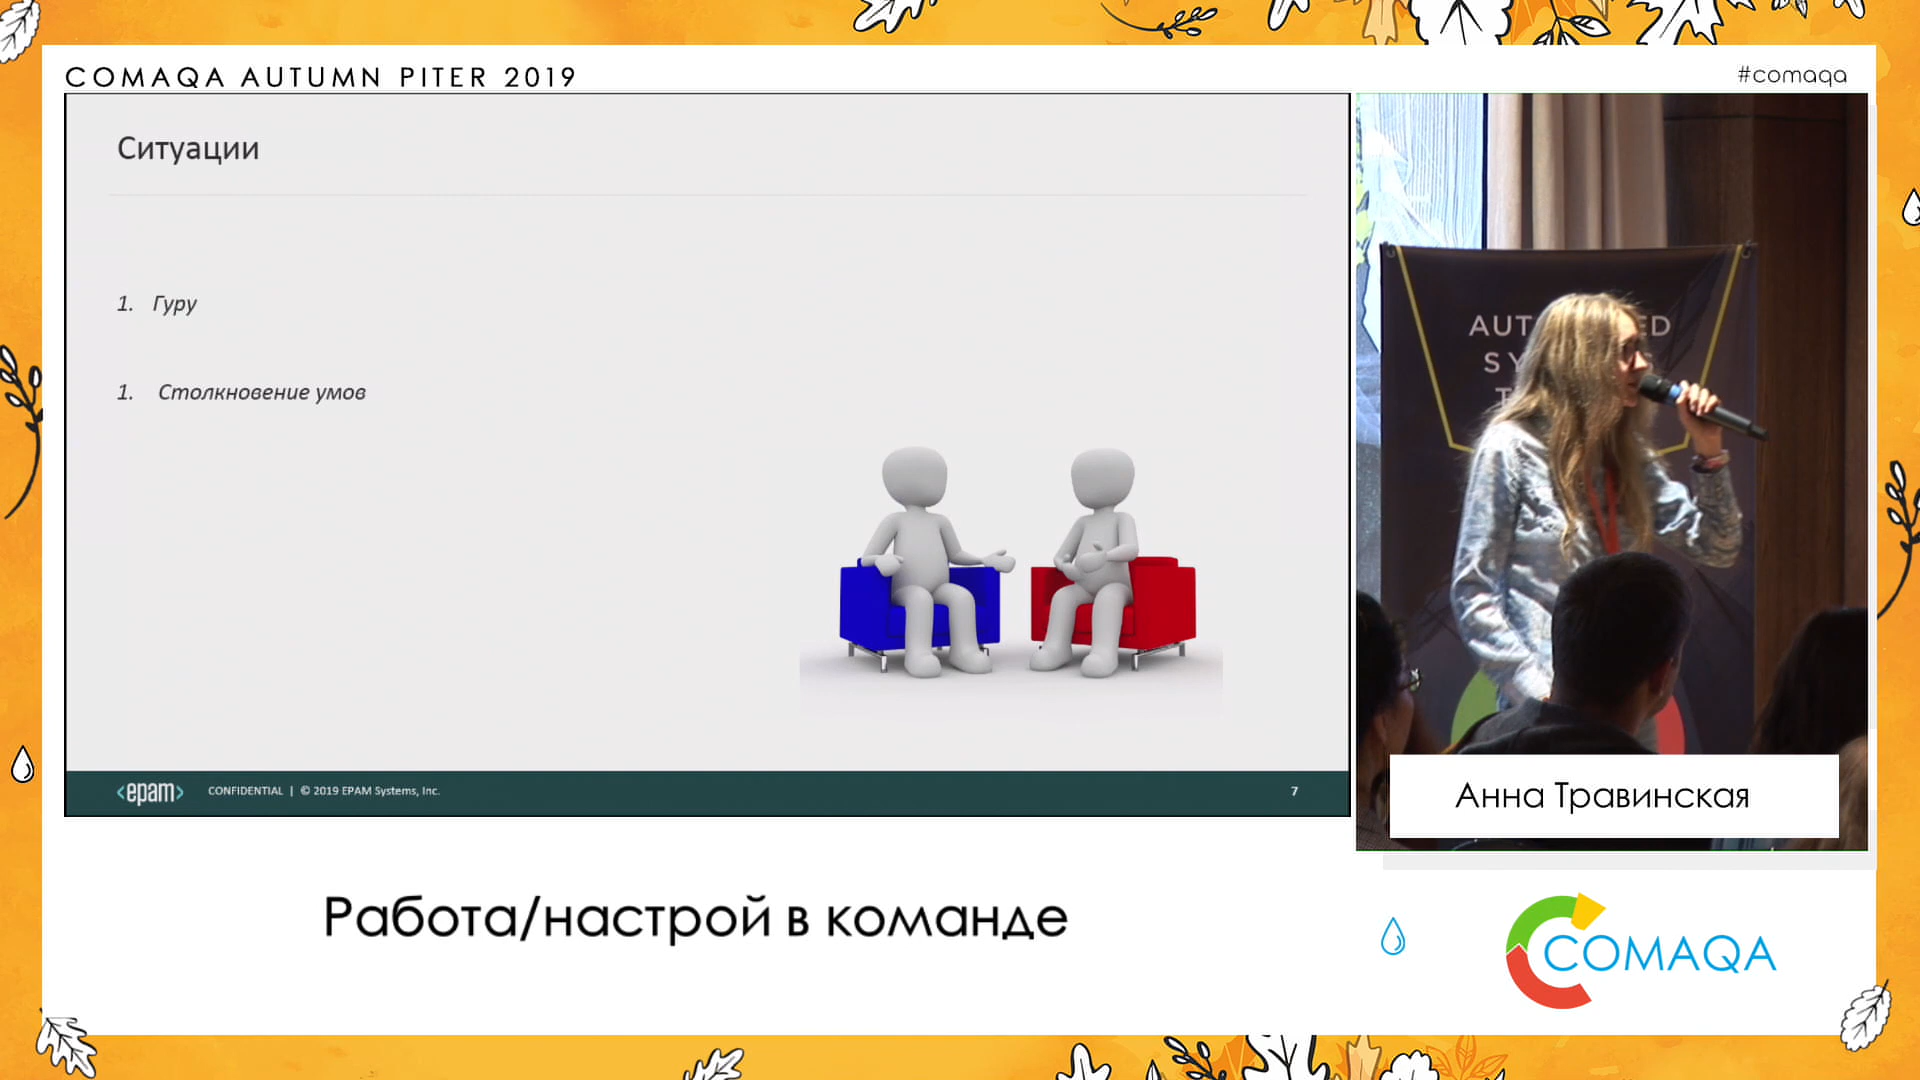 COMAQA AUTUMN PITER 2019
#comaqa
Ситуации
1. Гуру
1. Столкновение умов
<epam>
CONFIDENTIAL | © 2019 EPAM Systems, Inc.
7
Анна Травинская
Работа/настрой в команде
COMAQA